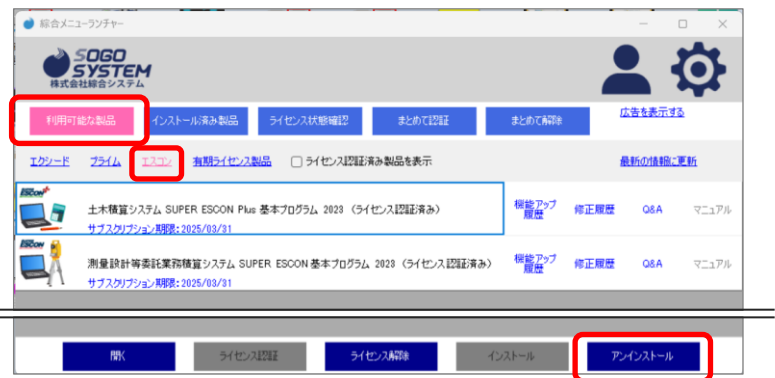 綜合メニューランチャー
SOGO
SYSTEM
株式会社綜合システム
利用可能な製品 インストール済み製品 ライセンス状態確認 まとめて認証 まとめて解除 広告を表示する
エクシード プライム エスコン 有期ライセンス製品 ライセンス認証済み製品を表示 最新の情報に更新
ESCON+
土木積算システム SUPER ESCON Plus 基本プログラム 2023 (ライセンス認証済み) 機能アップ履歴 修正履歴 Q&A マニュアル
サブスクリプション期限:2025/03/31
ESCON
測量設計等委託業務積算システム SUPER ESCON 基本プログラム 2023 (ライセンス認証済み) 機能アップ履歴 修正履歴 Q&A マニュアル
サブスクリプション期限:2025/03/31
開く ライセンス認証 ライセンス解除 インストール アンインストール